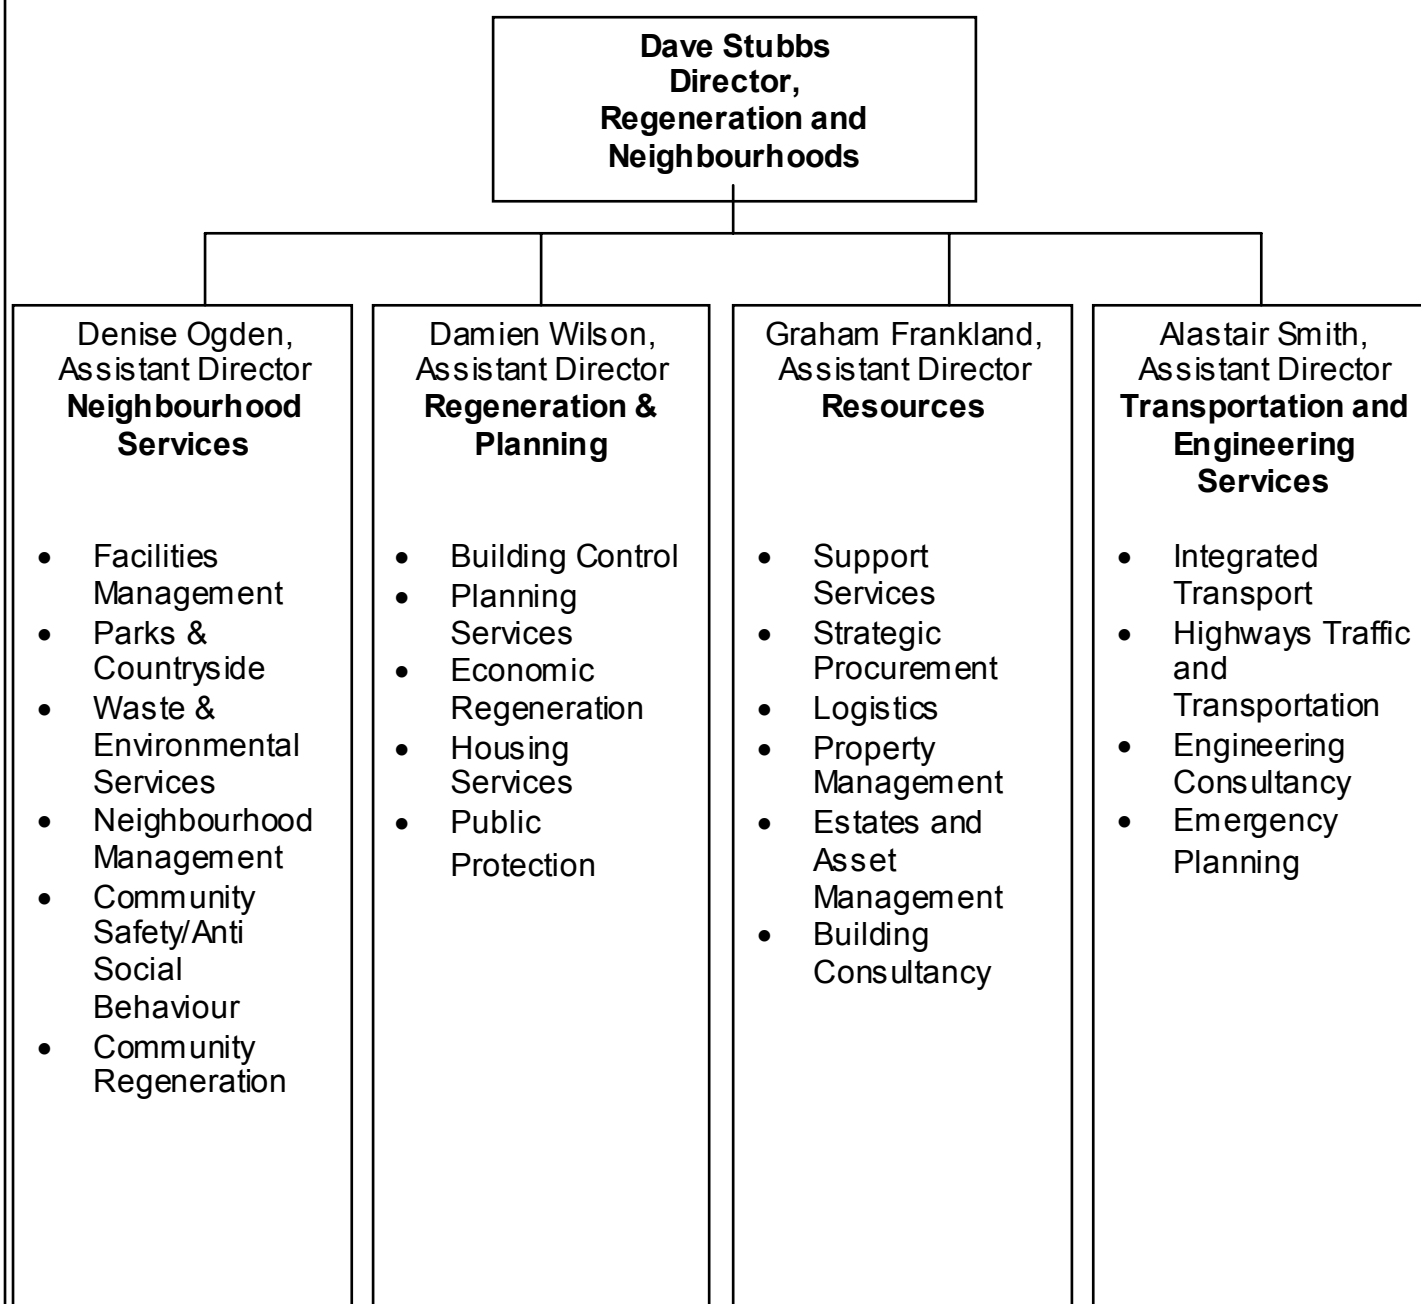 Dave Stubbs
Director,
Regeneration and
Neighbourhoods
Denise Ogden,
Assistant Director
Neighbourhood
Services
• Facilities
Management
• Parks &
Countryside
• Waste &
Environmental
Services
• Neighbourhood
Management
• Community
Safety/Anti
Social
Behaviour
• Community
Regeneration
Damien Wilson,
Assistant Director
Regeneration &
Planning
• Building Control
• Planning
Services
• Economic
Regeneration
• Housing
Services
• Public
Protection
Graham Frankland,
Assistant Director
Resources
• Support
Services
• Strategic
Procurement
• Logistics
• Property
Management
• Estates and
Asset
Management
• Building
Consultancy
Alastair Smith,
Assistant Director
Transportation and
Engineering
Services
• Integrated
Transport
• Highways Traffic
and
Transportation
• Engineering
Consultancy
• Emergency
Planning